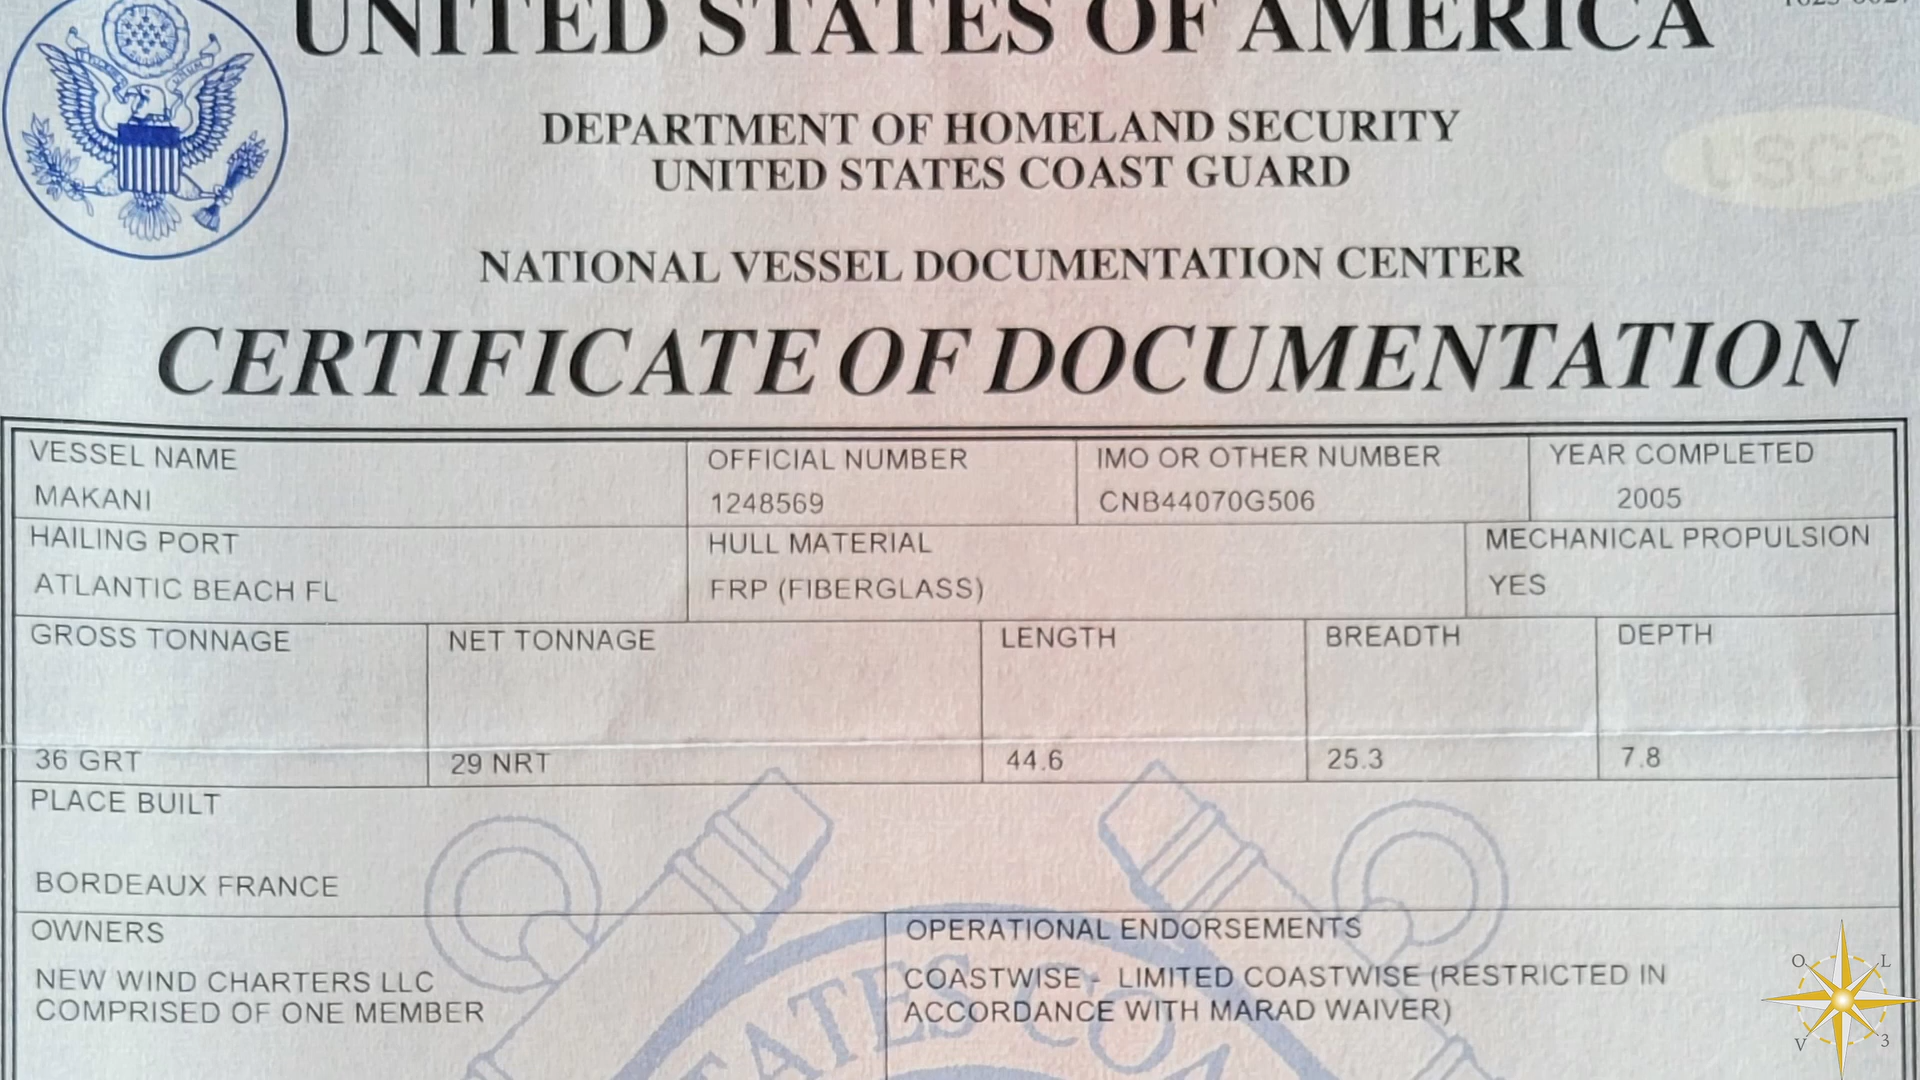 UNITED STATES OF AMERICA
DEPARTMENT OF HOMELAND SECURITY
UNITED STATES COAST GUARD
USCG
NATIONAL VESSEL DOCUMENTATION CENTER
CERTIFICATE OF DOCUMENTATION
VESSEL NAME
MAKANI
OFFICIAL NUMBER
1248569
IMO OR OTHER NUMBER
CNB44070G506
YEAR COMPLETED
2005
HAILING PORT
ATLANTIC BEACH FL
HULL MATERIAL
FRP (FIBERGLASS)
MECHANICAL PROPULSION
YES
GROSS TONNAGE
36 GRT
NET TONNAGE
29 NRT
LENGTH
44.6
BREADTH
25.3
DEPTH
7.8
PLACE BUILT
BORDEAUX FRANCE
OWNERS
NEW WIND CHARTERS LLC
COMPRISED OF ONE MEMBER
OPERATIONAL ENDORSEMENTS
COASTWISE - LIMITED COASTWISE (RESTRICTED IN
ACCORDANCE WITH MARAD WAIVER)
TATES COA
O L
V 3